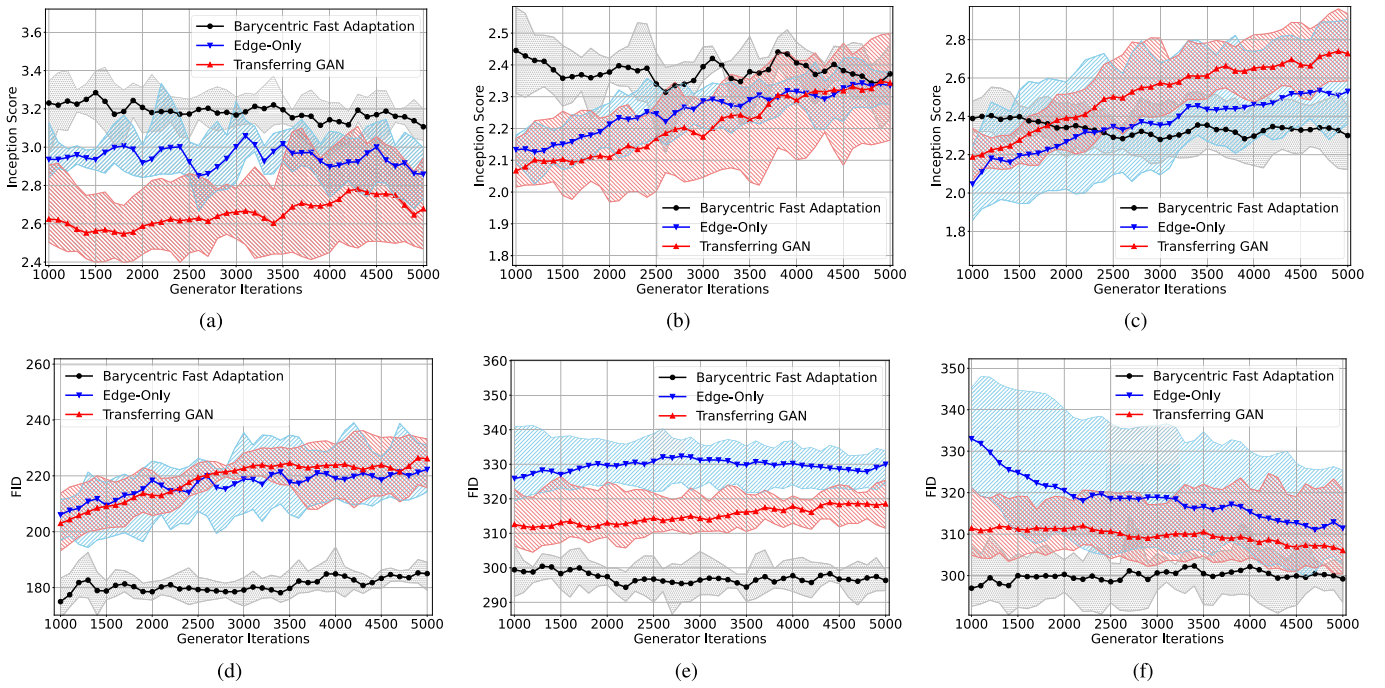 3.6
3.4
3.2
3.0
2.8
2.6
2.4
Inception Score
Barycentric Fast Adaptation
Edge-Only
Transferring GAN
1000 1500 2000 2500 3000 3500 4000 4500 5000
Generator Iterations
(a)
2.5
2.4
2.3
2.2
2.1
2.0
1.9
1.8
Inception Score
Barycentric Fast Adaptation
Edge-Only
Transferring GAN
1000 1500 2000 2500 3000 3500 4000 4500 5000
Generator Iterations
(b)
2.8
2.6
2.4
2.2
2.0
1.8
1.6
Inception Score
Barycentric Fast Adaptation
Edge-Only
Transferring GAN
1000 1500 2000 2500 3000 3500 4000 4500 5000
Generator Iterations
(c)
260
240
220
200
180
FID
Barycentric Fast Adaptation
Edge-Only
Transferring GAN
1000 1500 2000 2500 3000 3500 4000 4500 5000
Generator Iterations
(d)
360
350
340
330
320
310
300
290
FID
Barycentric Fast Adaptation
Edge-Only
Transferring GAN
1000 1500 2000 2500 3000 3500 4000 4500 5000
Generator Iterations
(e)
350
340
330
320
310
300
FID
Barycentric Fast Adaptation
Edge-Only
Transferring GAN
1000 1500 2000 2500 3000 3500 4000 4500 5000
Generator Iterations
(f)